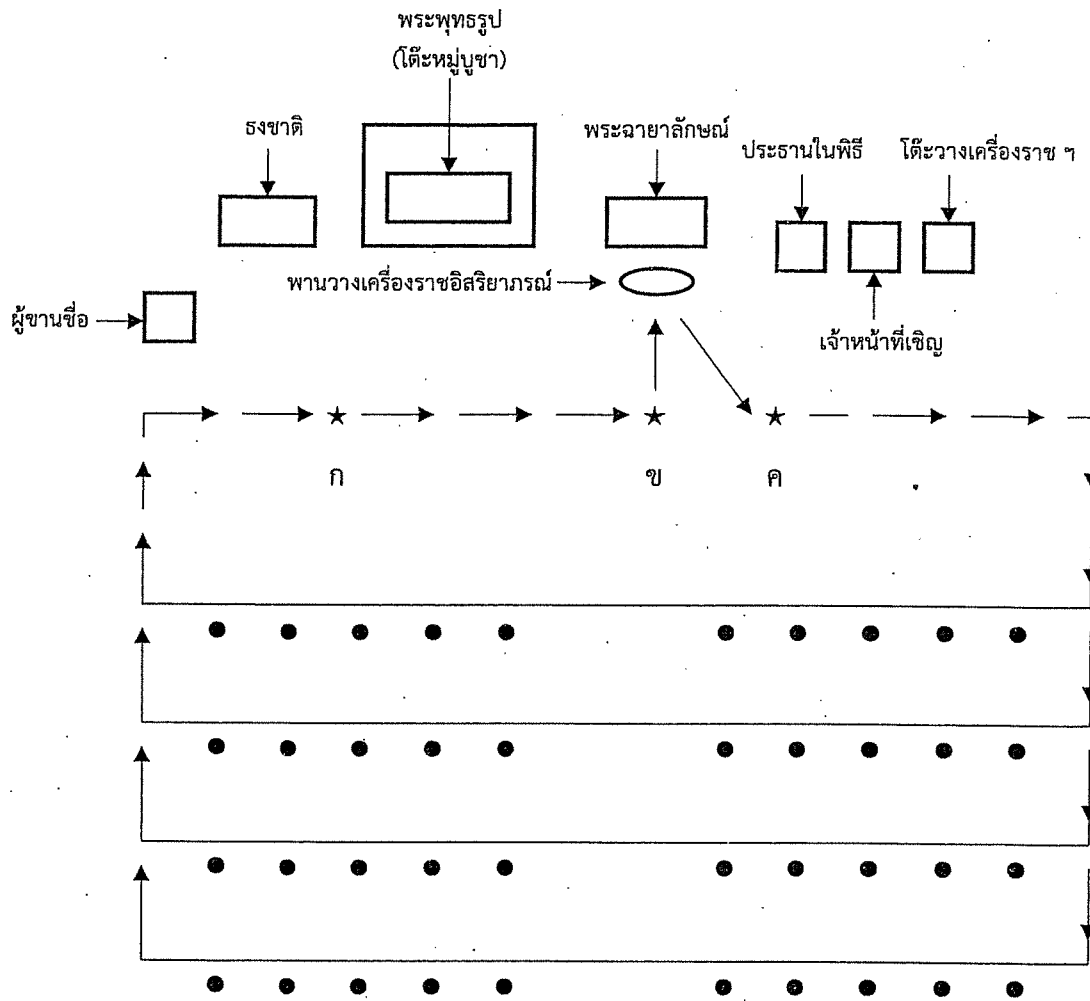 พระพุทธรูป
(โต๊ะหมู่บูชา)
ธงชาติ
พระฉายาลักษณ์
ประธานในพิธี
โต๊ะวางเครื่องราช ฯ
พานวางเครื่องราชอิสริยาภรณ์
ผู้ขานชื่อ
เจ้าหน้าที่เชิญ
ก
ข
ค